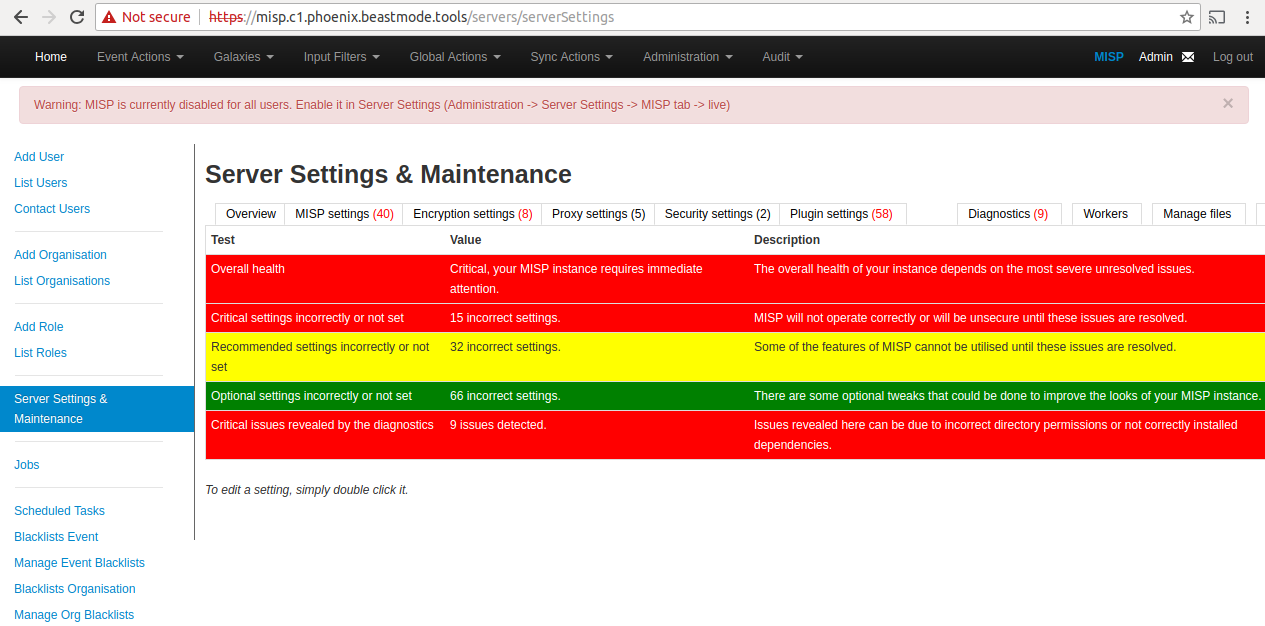 Not secure https://misp.c1.phoenix.beastmode.tools/servers/serverSettings
Home Event Actions Galaxies Input Filters Global Actions Sync Actions Administration Audit MISP Admin Log out
Warning: MISP is currently disabled for all users. Enable it in Server Settings (Administration -> Server Settings -> MISP tab -> live) ×
Add User
List Users
Contact Users
Add Organisation
List Organisations
Add Role
List Roles
Server Settings &
Maintenance
Jobs
Scheduled Tasks
Blacklists Event
Manage Event Blacklists
Blacklists Organisation
Manage Org Blacklists
Server Settings & Maintenance
Overview MISP settings (40) Encryption settings (8) Proxy settings (5) Security settings (2) Plugin settings (58) Diagnostics (9) Workers Manage files
Test Value Description
Overall health Critical, your MISP instance requires immediate The overall health of your instance depends on the most severe unresolved issues.
attention.
Critical settings incorrectly or not set 15 incorrect settings. MISP will not operate correctly or will be unsecure until these issues are resolved.
Recommended settings incorrectly or not 32 incorrect settings. Some of the features of MISP cannot be utilised until these issues are resolved.
set
Optional settings incorrectly or not set 66 incorrect settings. There are some optional tweaks that could be done to improve the looks of your MISP instance.
Critical issues revealed by the diagnostics 9 issues detected. Issues revealed here can be due to incorrect directory permissions or not correctly installed
dependencies.
To edit a setting, simply double click it.